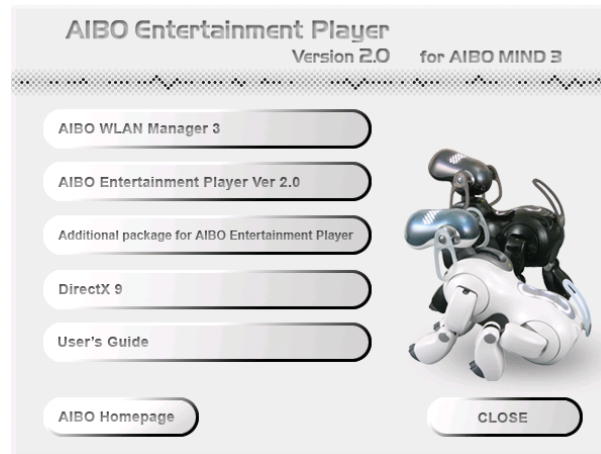 AIBO Entertainment Player
Version 2.0 for AIBO MIND 3
AIBO WLAN Manager 3
AIBO Entertainment Player Ver 2.0
Additional package for AIBO Entertainment Player
DirectX 9
User's Guide
AIBO Homepage
CLOSE